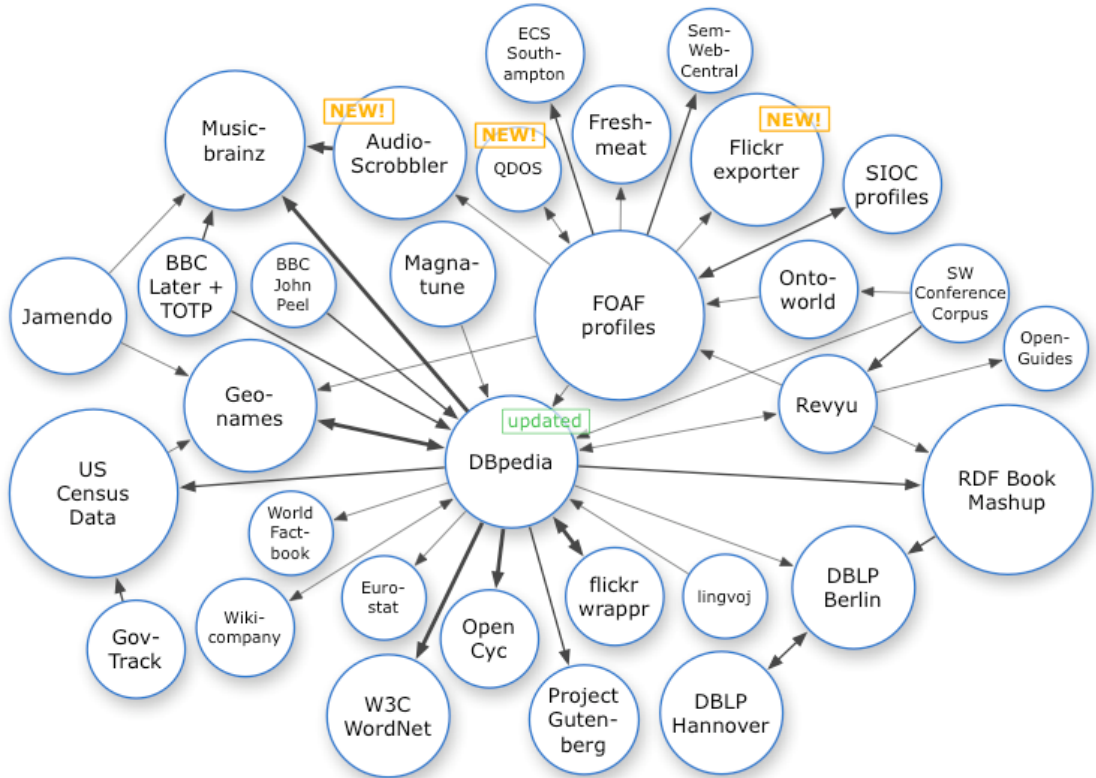 ECS
South-
ampton
Sem-
Web-
Central
NEW!
Music-
brainz
Audio-
Scrobbler
NEW!
QDOS
Fresh-
meat
NEW!
Flickr
exporter
SIOC
profiles
Jamendo
BBC
Later +
TOTP
BBC
John
Peel
Magna-
tune
FOAF
profiles
Onto-
world
SW
Conference
Corpus
Open-
Guides
Geo-
names
updated
DBpedia
Revyu
US
Census
Data
World
Fact-
book
RDF Book
Mashup
Wiki-
company
Euro-
stat
Open
Cyc
flickr
wrappr
lingvoj
DBLP
Berlin
Gov-
Track
W3C
WordNet
Project
Guten-
berg
DBLP
Hannover